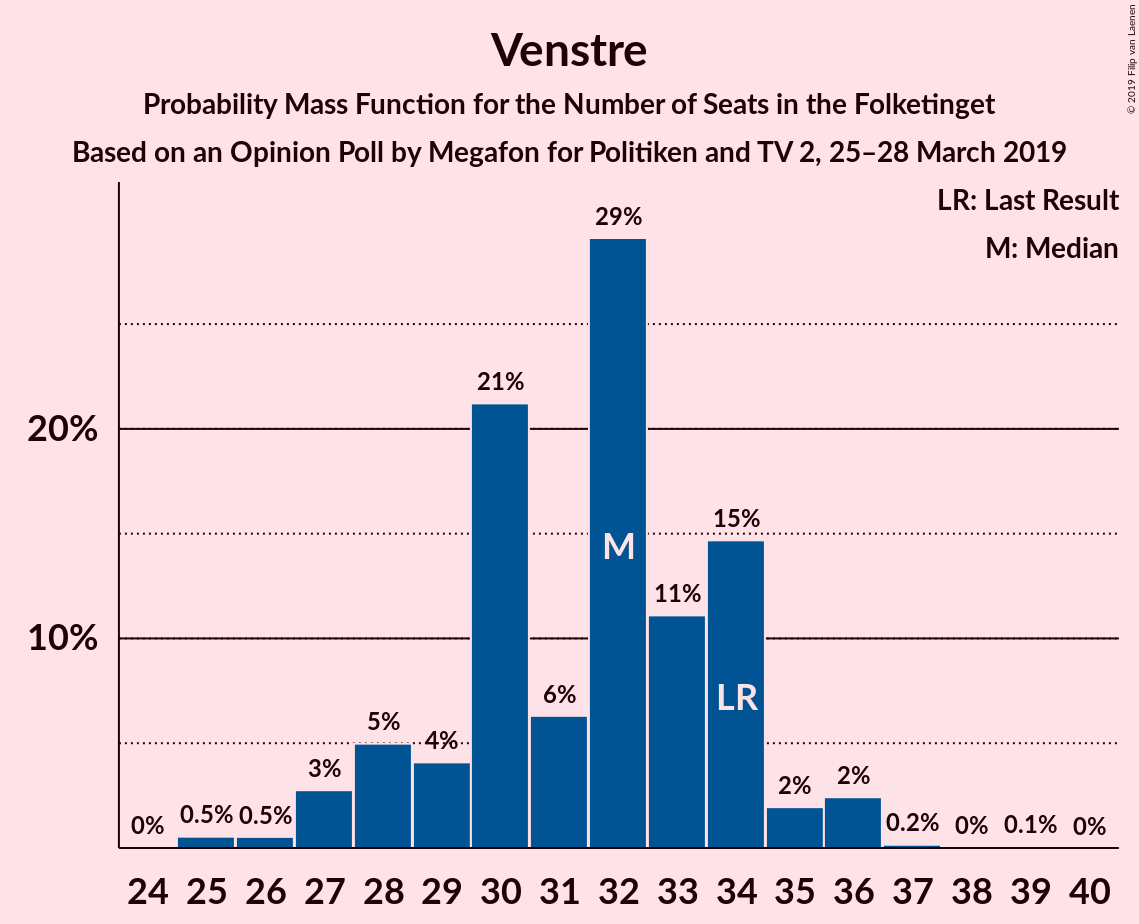 Venstre
Probability Mass Function for the Number of Seats in the Folketinget
Based on an Opinion Poll by Megafon for Politiken and TV 2, 25–28 March 2019
© 2019 Filip van Laenen
LR: Last Result
M: Median
20%
10%
0%
0.5%
0.5%
3%
5%
4%
21%
6%
29%
11%
15%
2%
2%
0.2%
0%
0.1%
0%
M
LR
24 25 26 27 28 29 30 31 32 33 34 35 36 37 38 39 40